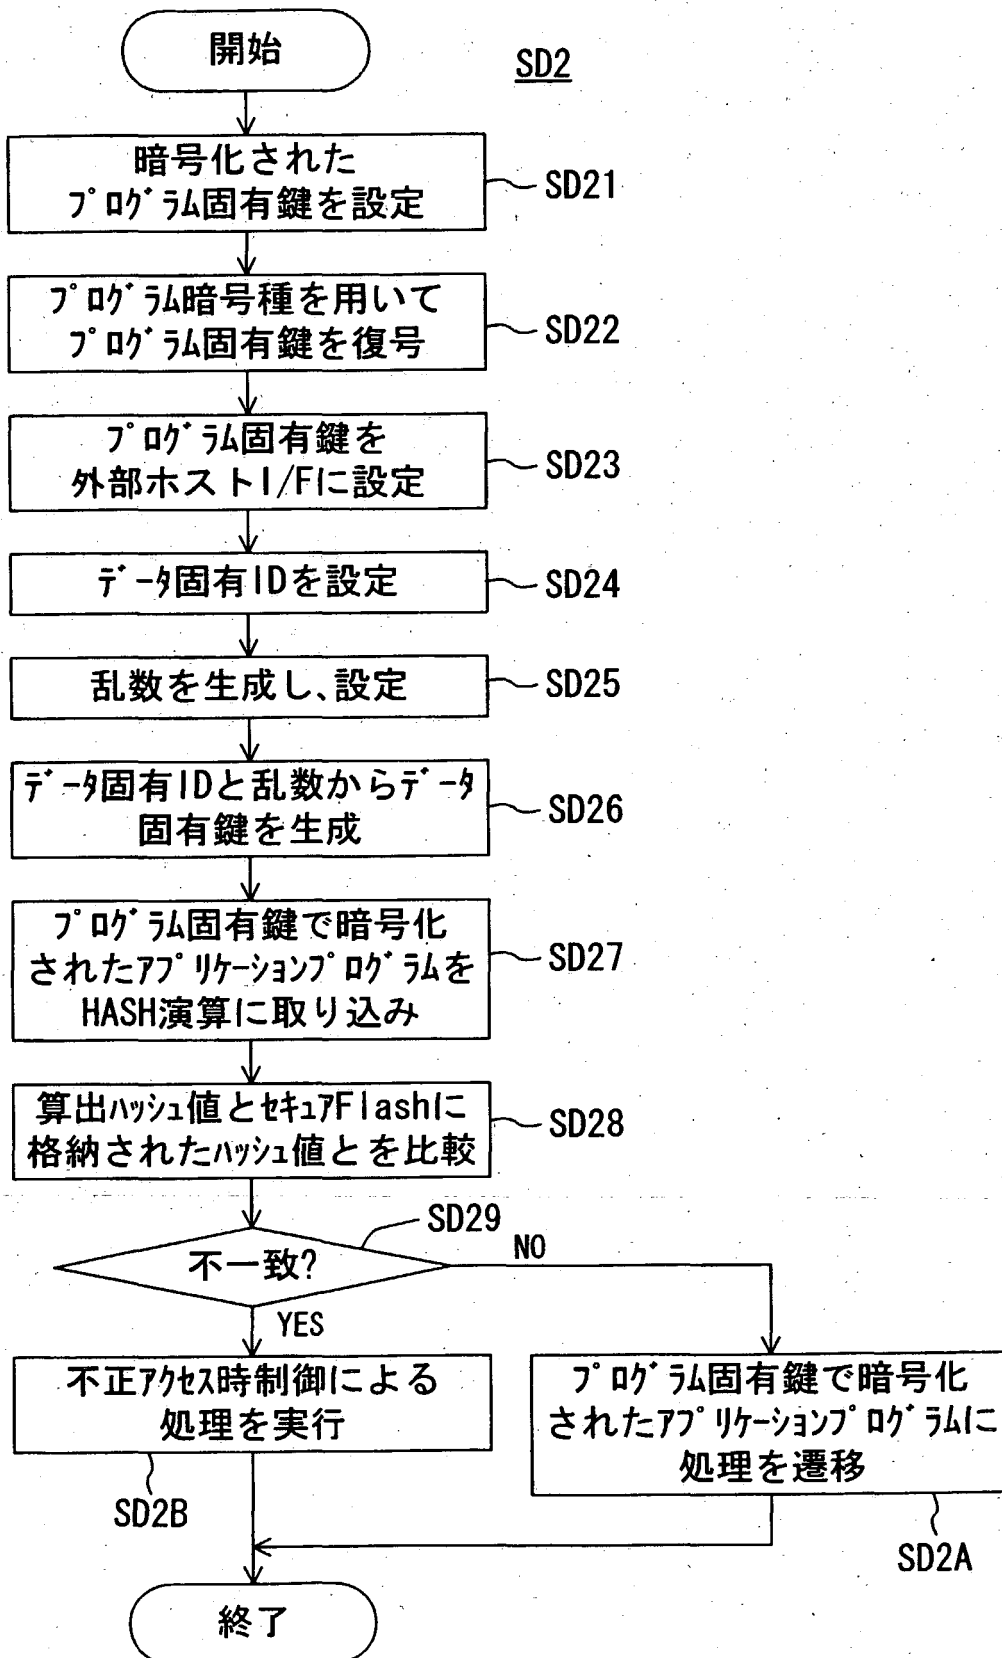 開始
SD2
暗号化された
プログラム固有鍵を設定
SD21
プログラム暗号種を用いて
プログラム固有鍵を復号
SD22
プログラム固有鍵を
外部ホストI/Fに設定
SD23
データ固有IDを設定
SD24
乱数を生成し、設定
SD25
データ固有IDと乱数からデータ
固有鍵を生成
SD26
プログラム固有鍵で暗号化
されたアプリケーションプログラムを
HASH演算に取り込み
SD27
算出ハッシュ値とセキュアFlashに
格納されたハッシュ値とを比較
SD28
SD29
不一致?
NO
YES
不正アクセス時制御による
処理を実行
SD2B
プログラム固有鍵で暗号化
されたアプリケーションプログラムに
処理を遷移
SD2A
終了